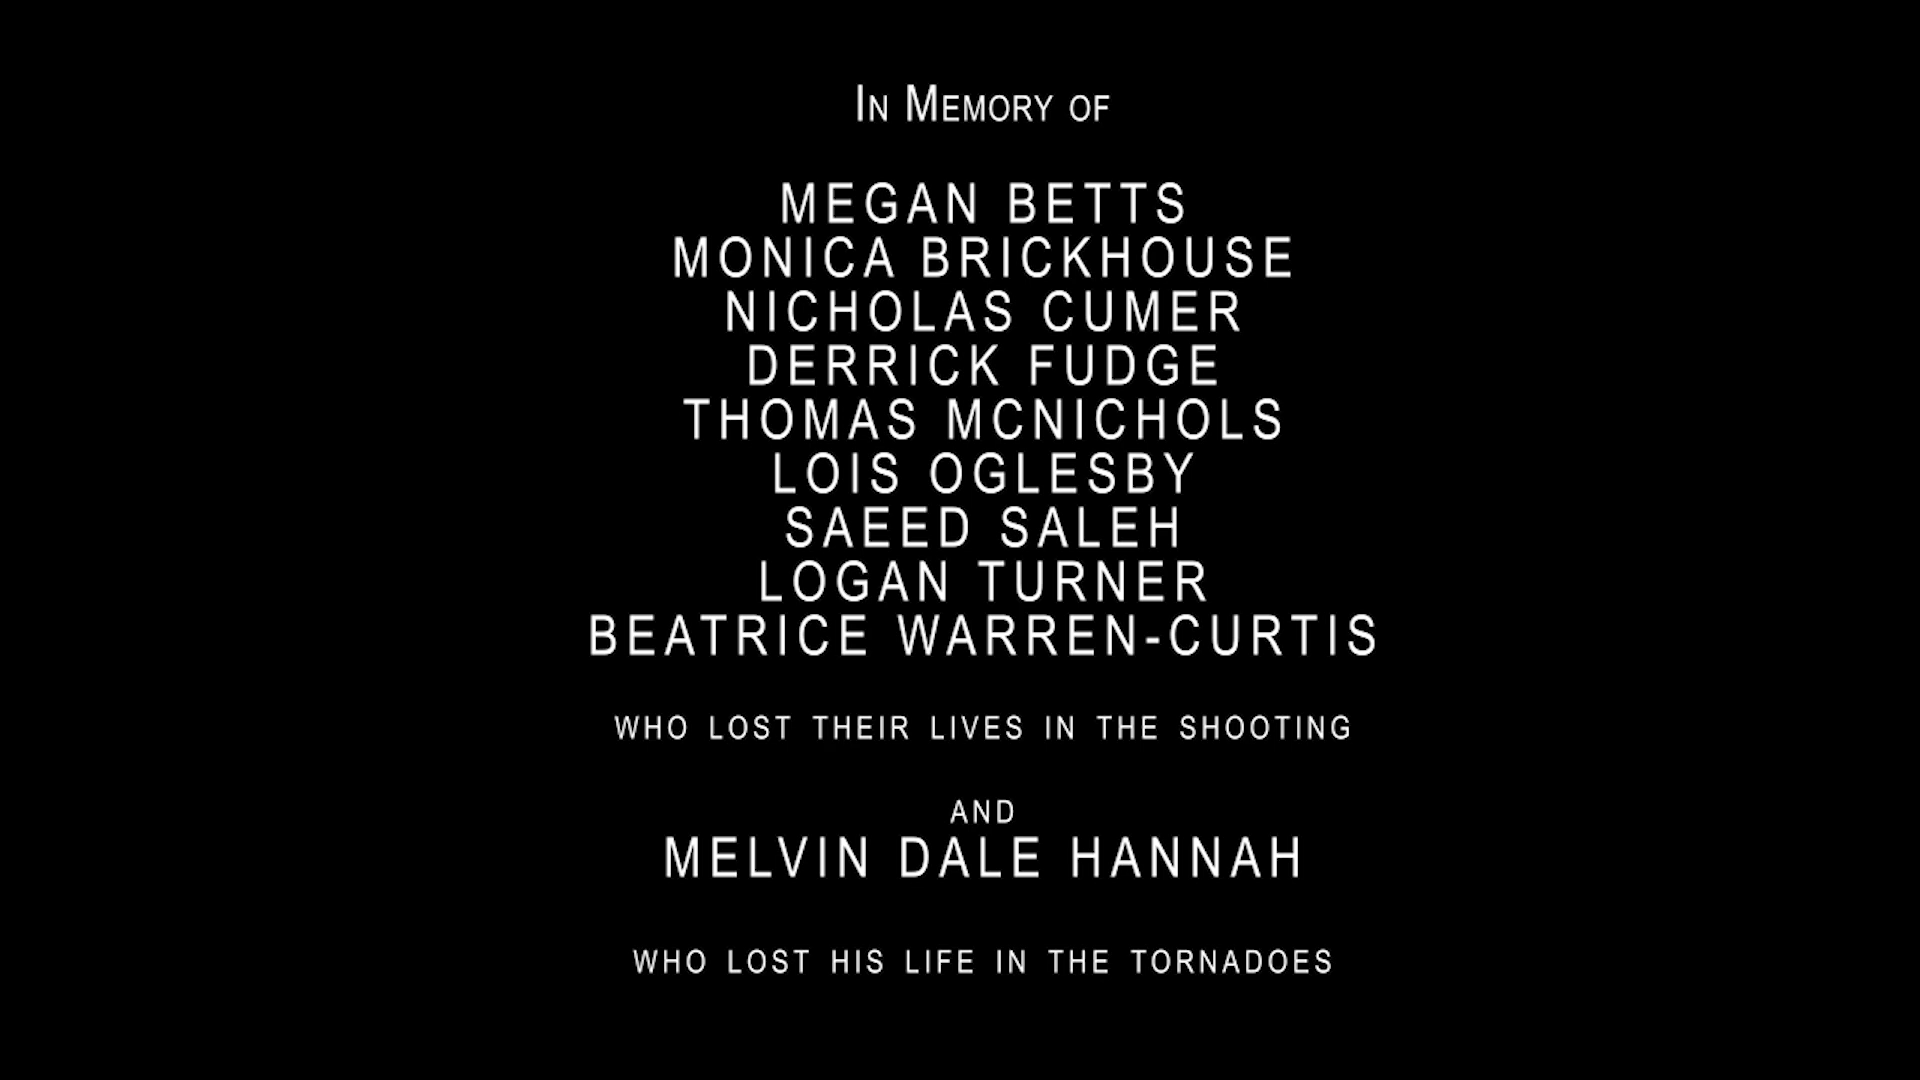 In Memory of
MEGAN BETTS
MONICA BRICKHOUSE
NICHOLAS CUMER
DERRICK FUDGE
THOMAS MCNICHOLS
LOIS OGLESBY
SAEED SALEH
LOGAN TURNER
BEATRICE WARREN-CURTIS
WHO LOST THEIR LIVES IN THE SHOOTING
AND
MELVIN DALE HANNAH
WHO LOST HIS LIFE IN THE TORNADOES